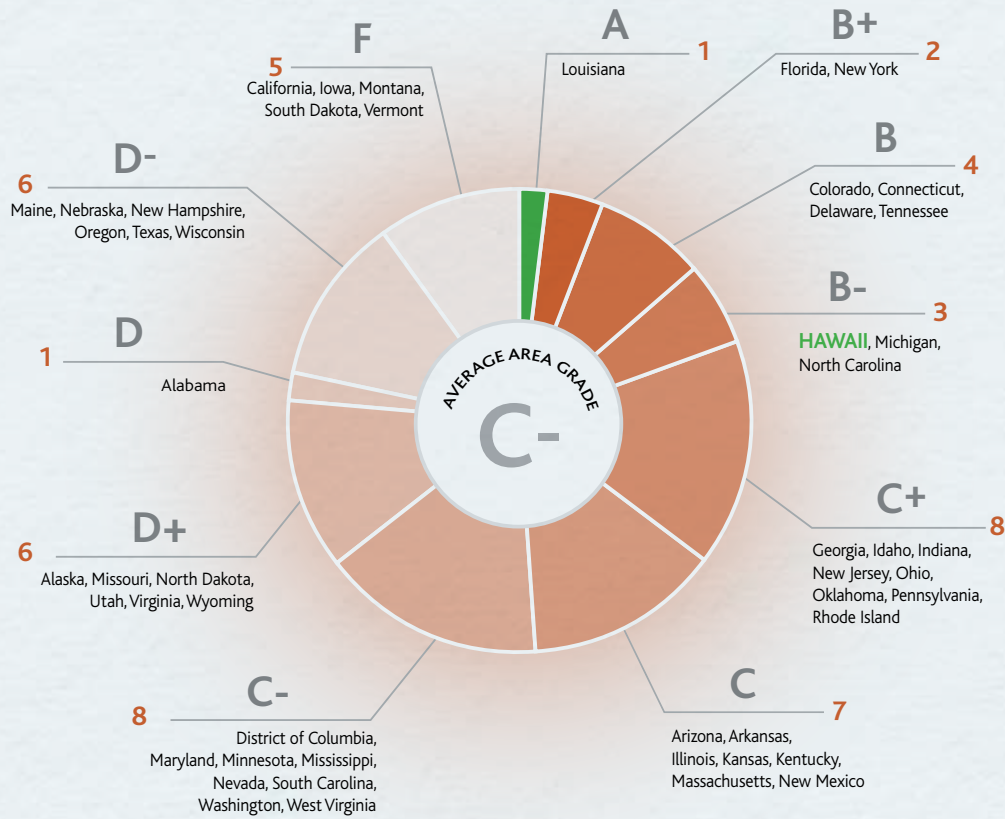 A
1
Louisiana
B+
2
Florida, New York
B
4
Colorado, Connecticut,
Delaware, Tennessee
B-
3
HAWAII, Michigan,
North Carolina
C+
8
Georgia, Idaho, Indiana,
New Jersey, Ohio,
Oklahoma, Pennsylvania,
Rhode Island
C
7
Arizona, Arkansas,
Illinois, Kansas, Kentucky,
Massachusetts, New Mexico
C-
8
District of Columbia,
Maryland, Minnesota, Mississippi,
Nevada, South Carolina,
Washington, West Virginia
D+
6
Alaska, Missouri, North Dakota,
Utah, Virginia, Wyoming
D
1
Alabama
D-
6
Maine, Nebraska, New Hampshire,
Oregon, Texas, Wisconsin
F
5
California, Iowa, Montana,
South Dakota, Vermont
AVERAGE AREA GRADE
C-